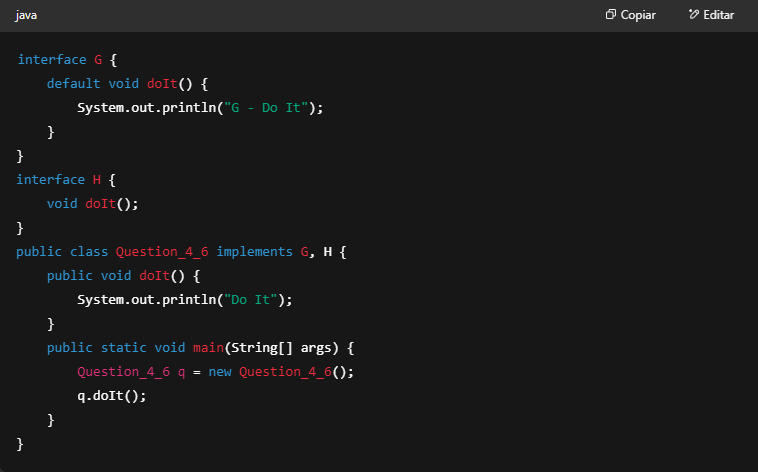 java Copiar Editar
interface G {
    default void doIt() {
        System.out.println("G - Do It");
    }
}
interface H {
    void doIt();
}
public class Question_4_6 implements G, H {
    public void doIt() {
        System.out.println("Do It");
    }
    public static void main(String[] args) {
        Question_4_6 q = new Question_4_6();
        q.doIt();
    }
}